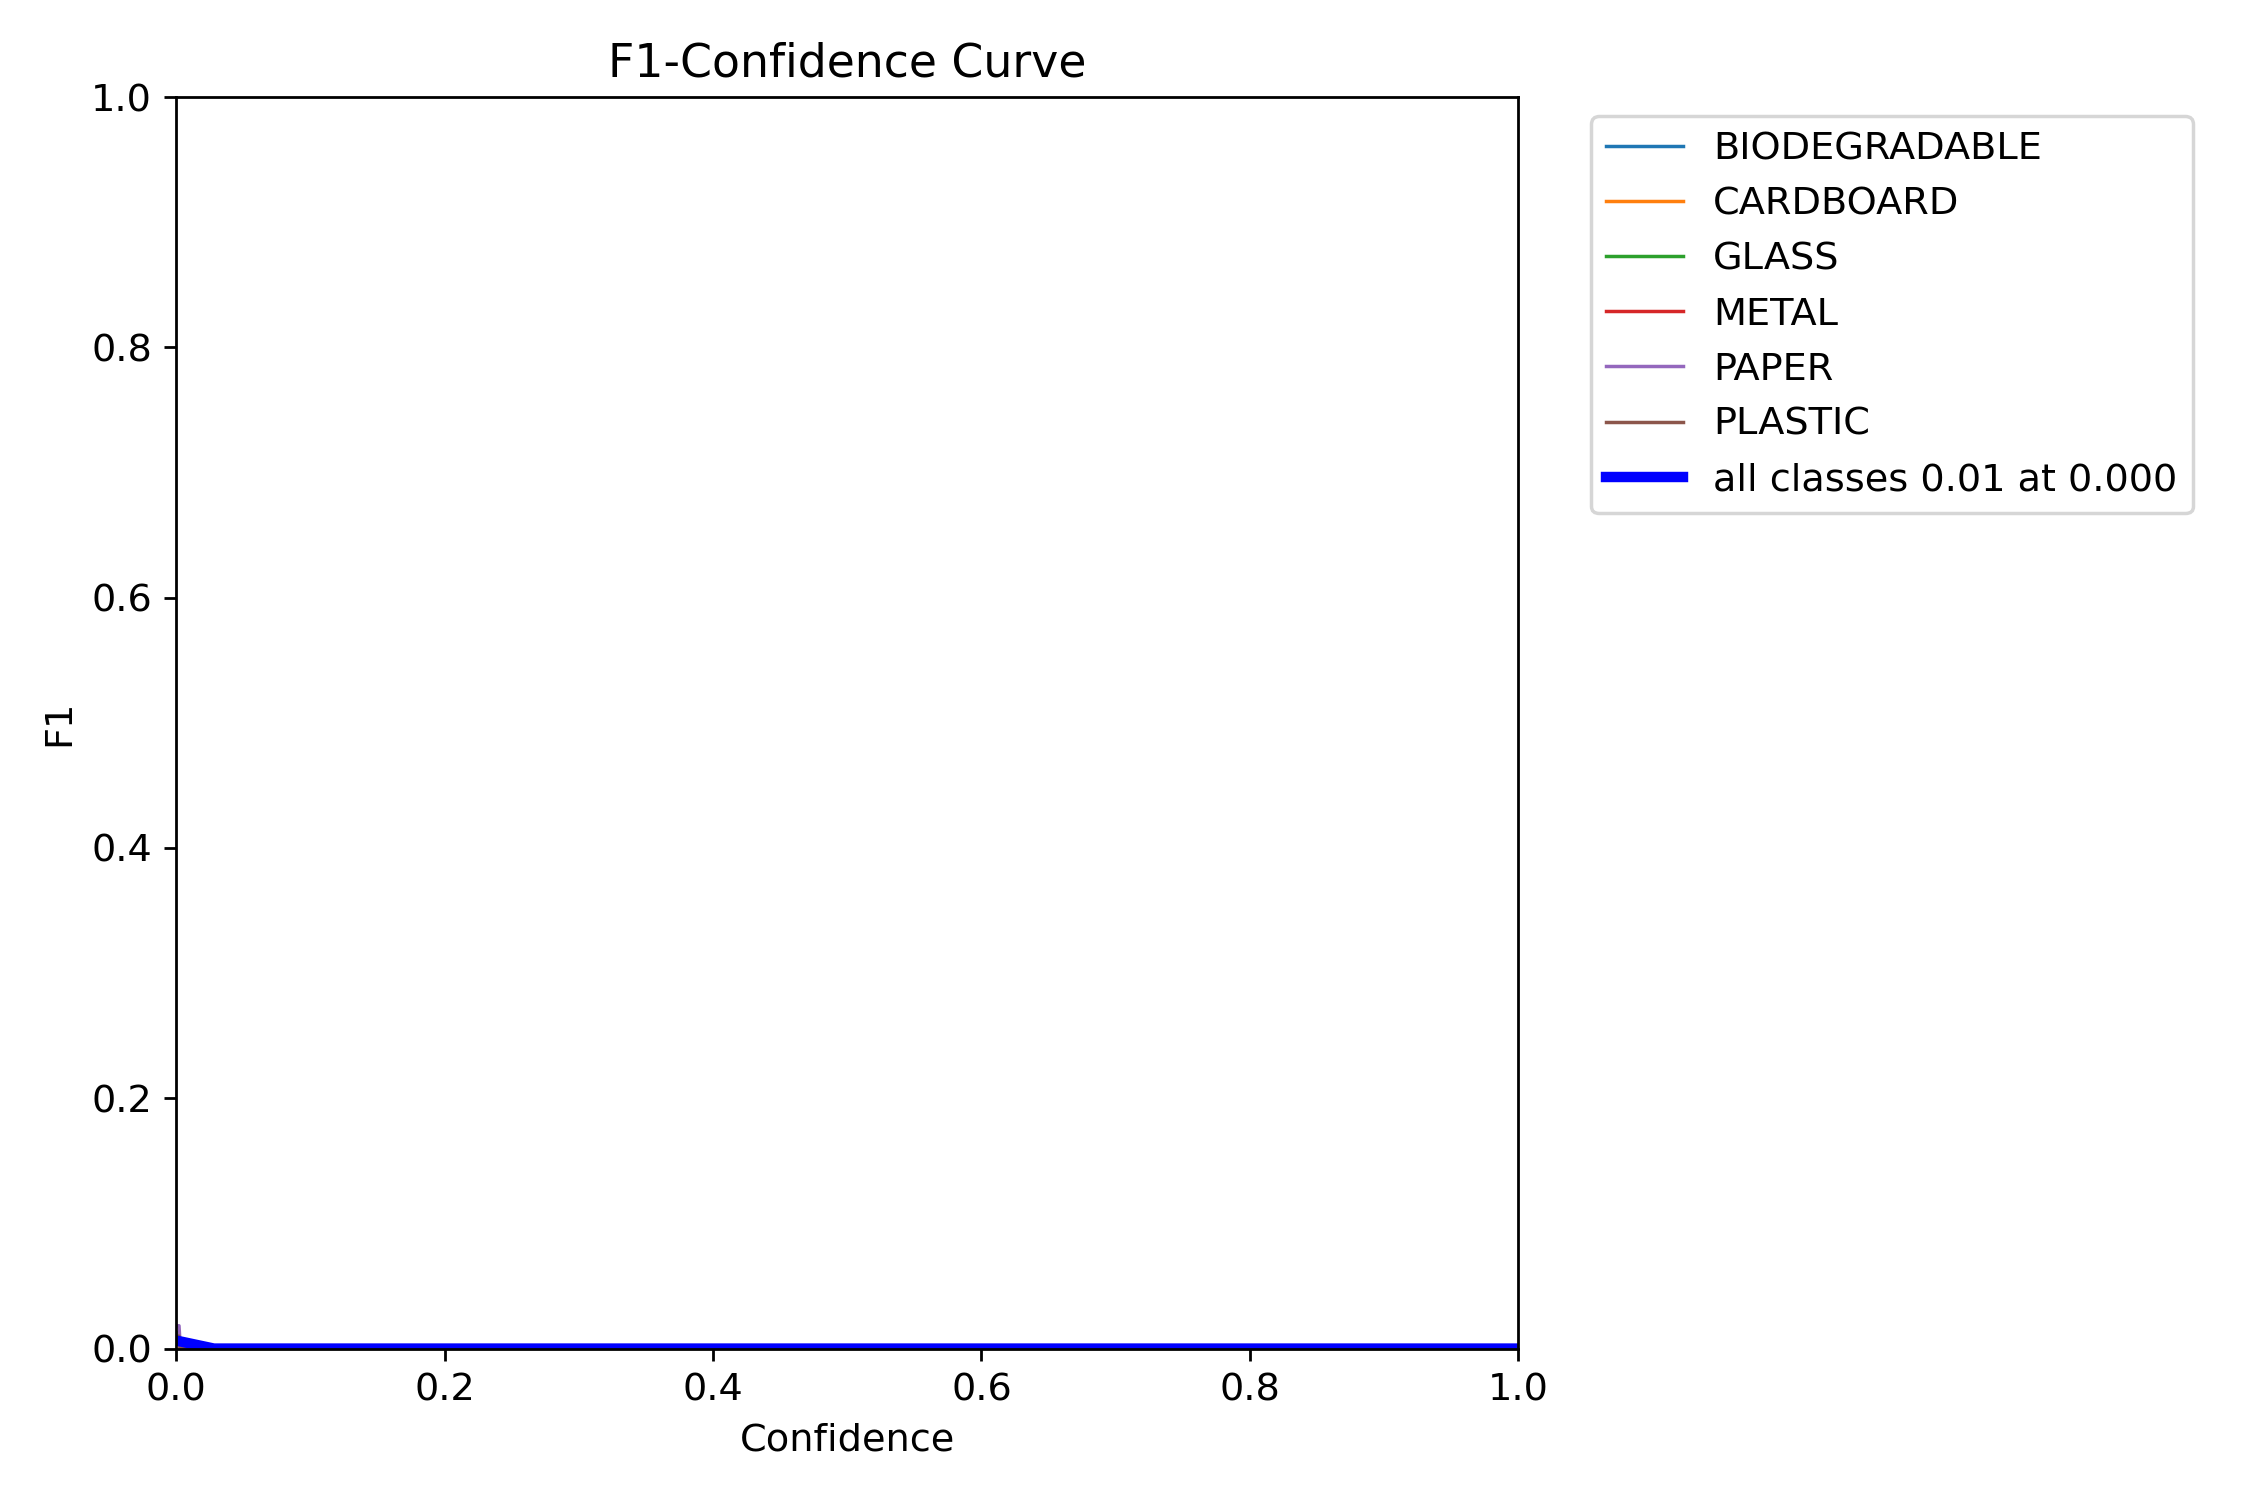 F1-Confidence Curve
1.0
0.8
0.6
0.4
0.2
0.0
F1
0.0 0.2 0.4 0.6 0.8 1.0
Confidence
BIODEGRADABLE
CARDBOARD
GLASS
METAL
PAPER
PLASTIC
all classes 0.01 at 0.000